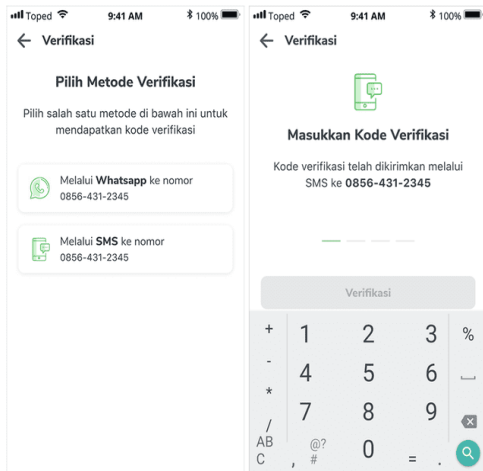 Toped 9:41 AM 100%
Verifikasi
Pilih Metode Verifikasi
Pilih salah satu metode di bawah ini untuk
mendapatkan kode verifikasi
Melalui Whatsapp ke nomor
0856-431-2345
Melalui SMS ke nomor
0856-431-2345
Toped 9:41 AM 100%
Verifikasi
Masukkan Kode Verifikasi
Kode verifikasi telah dikirimkan melalui
SMS ke 0856-431-2345
Verifikasi
+ 1 2 3 %
- 4 5 6
* 7 8 9
/
AB
C , @?
# 0 = .